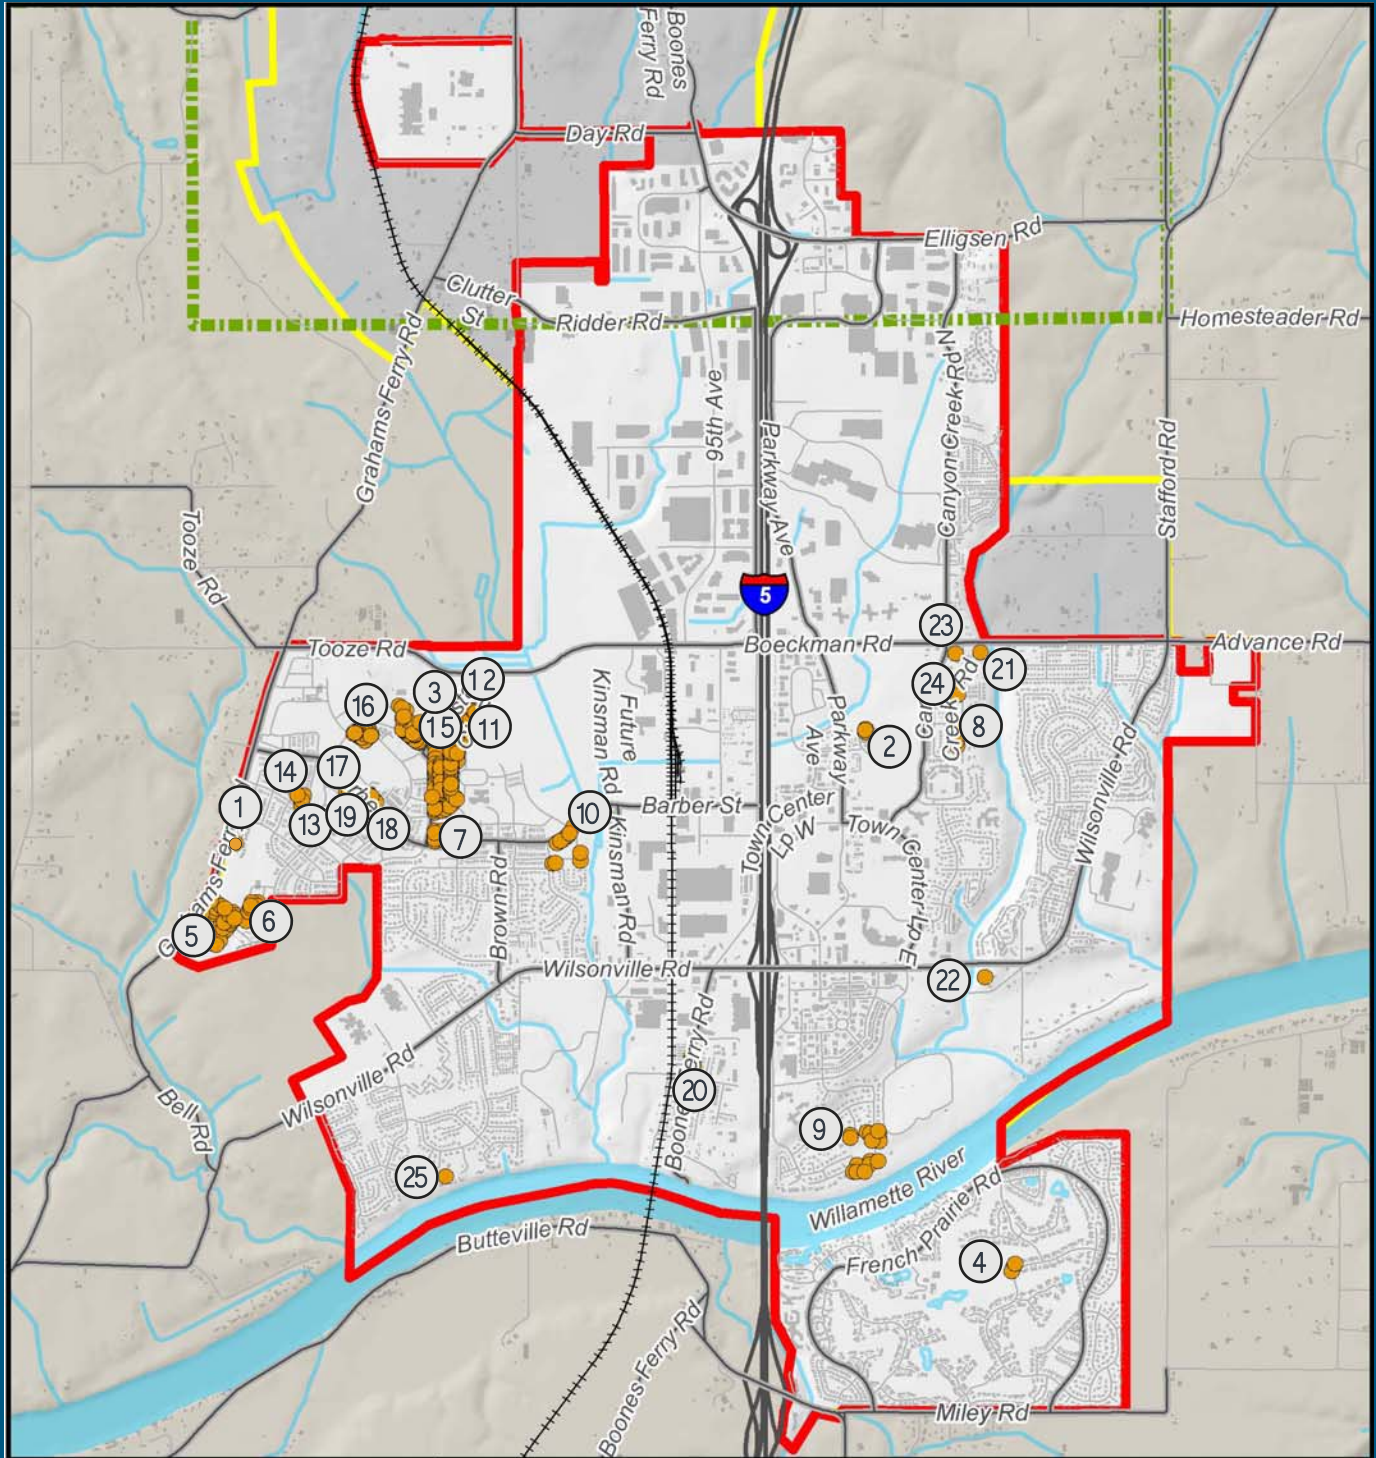 Boones
Ferry Rd
Day Rd
Elligsen Rd
Clutter
St
Ridder Rd
Homesteader Rd
Grahams Ferry Rd
95th Ave
Parkway Ave
Canyon Creek Rd N
Stafford Rd
Tooze Rd
5
Tooze Rd
Boeckman Rd
Advance Rd
23
21
24
8
2
3
12
16
15
11
14
17
1
13
19
18
7
10
5
6
Future
Kinsman Rd
Parkway
Ave
Creek Rd
Barber St
Town Center
Lp W
Town Center Lp E
Wilsonville Rd
Kinsman Rd
Brown Rd
Wilsonville Rd
22
Wilsonville Rd
Bell Rd
20
9
25
Willamette River
Butteville Rd
French Prairie Rd
4
Boones Ferry Rd
Miley Rd